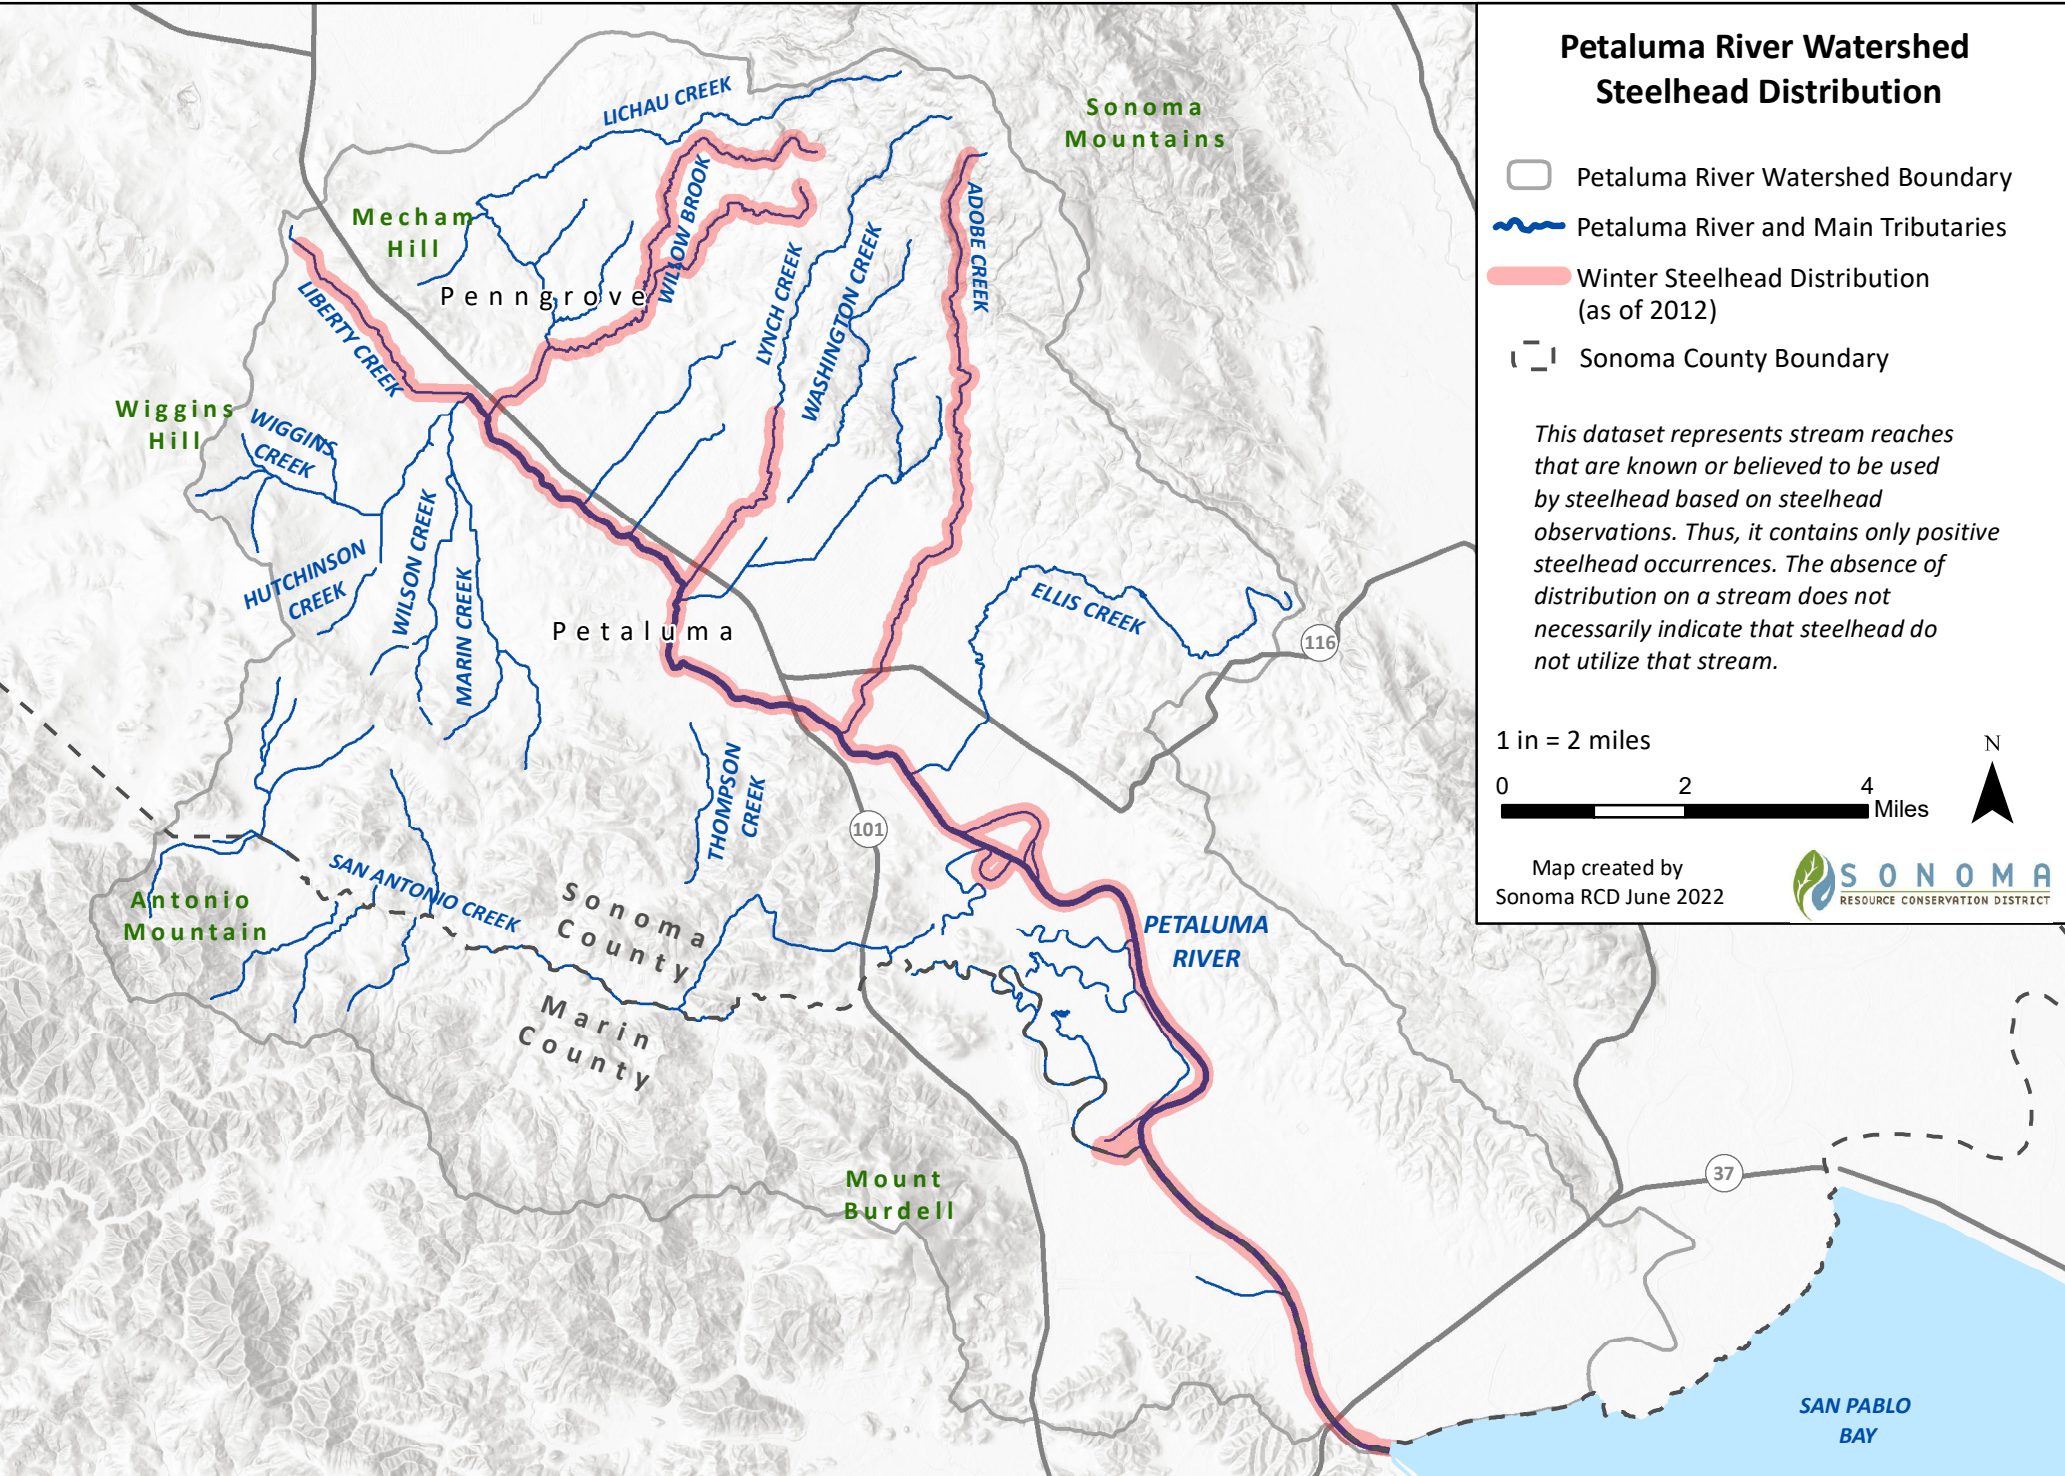 Petaluma River Watershed
Steelhead Distribution
Petaluma River Watershed Boundary
Petaluma River and Main Tributaries
Winter Steelhead Distribution
(as of 2012)
Sonoma County Boundary
This dataset represents stream reaches
that are known or believed to be used
by steelhead based on steelhead
observations. Thus, it contains only positive
steelhead occurrences. The absence of
distribution on a stream does not
necessarily indicate that steelhead do
not utilize that stream.
1 in = 2 miles
0 2 4
Miles
N
Map created by
Sonoma RCD June 2022
SONOMA
RESOURCE CONSERVATION DISTRICT
LICHAU CREEK
Sonoma
Mountains
Mecham
Hill
WILLOW BROOK
ADOBE CREEK
Penngrove
LIBERTY CREEK
LYNCH CREEK
WASHINGTON CREEK
Wiggins
Hill
WIGGINS
CREEK
HUTCHINSON
CREEK
WILSON CREEK
MARIN CREEK
Petaluma
ELLIS CREEK
116
THOMPSON
CREEK
101
SAN ANTONIO CREEK
Antonio
Mountain
Sonoma
County
Marin
County
PETALUMA
RIVER
Mount
Burdell
37
SAN PABLO
BAY